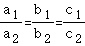 a₁/a₂ = b₁/b₂ = c₁/c₂